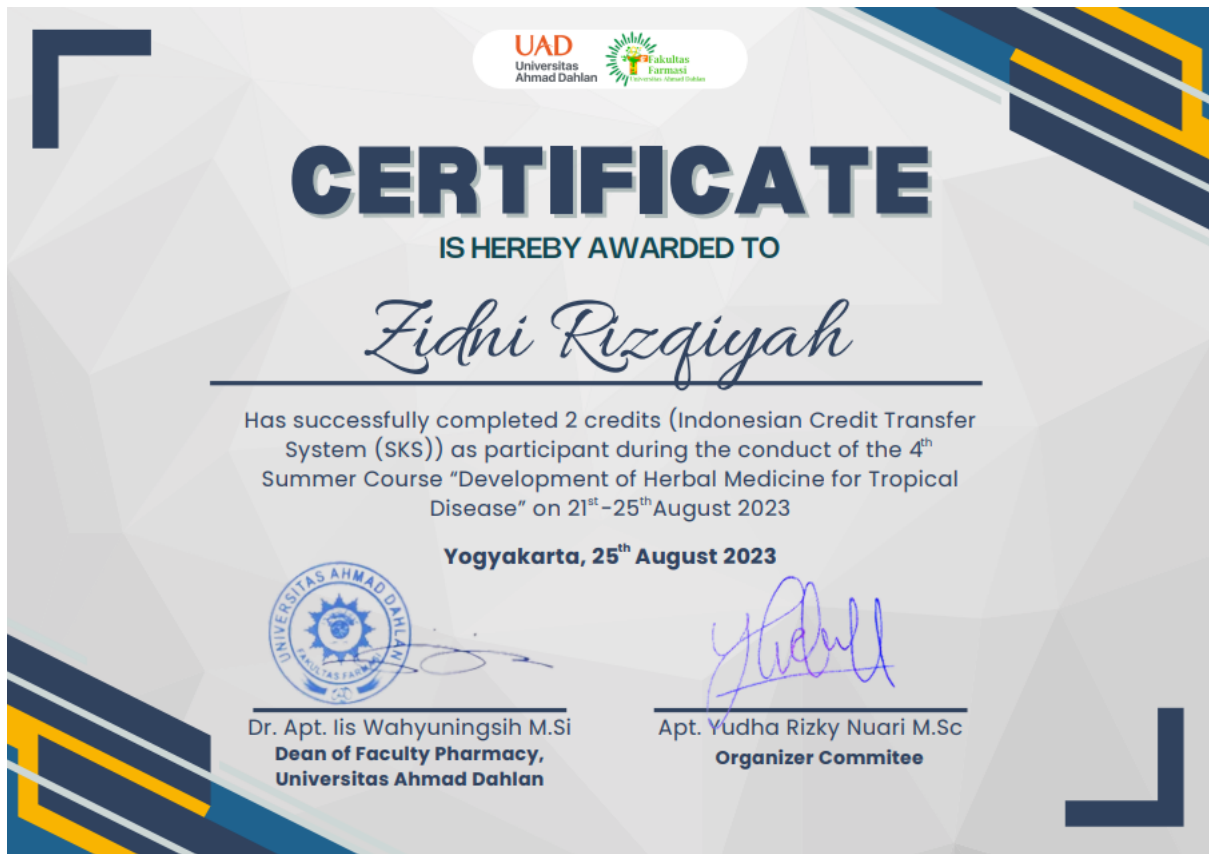 UAD
Universitas
Ahmad Dahlan
Fakultas
Farmasi
Universitas Ahmad Dahlan
CERTIFICATE
IS HEREBY AWARDED TO
Zidni Rizqiyah
Has successfully completed 2 credits (Indonesian Credit Transfer
System (SKS)) as participant during the conduct of the 4th
Summer Course “Development of Herbal Medicine for Tropical
Disease” on 21st-25th August 2023
Yogyakarta, 25th August 2023
UNIVERSITAS AHMAD DAHLAN
FAKULTAS FARMASI
Dr. Apt. Iis Wahyuningsih M.Si
Dean of Faculty Pharmacy,
Universitas Ahmad Dahlan
Apt. Yudha Rizky Nuari M.Sc
Organizer Commitee